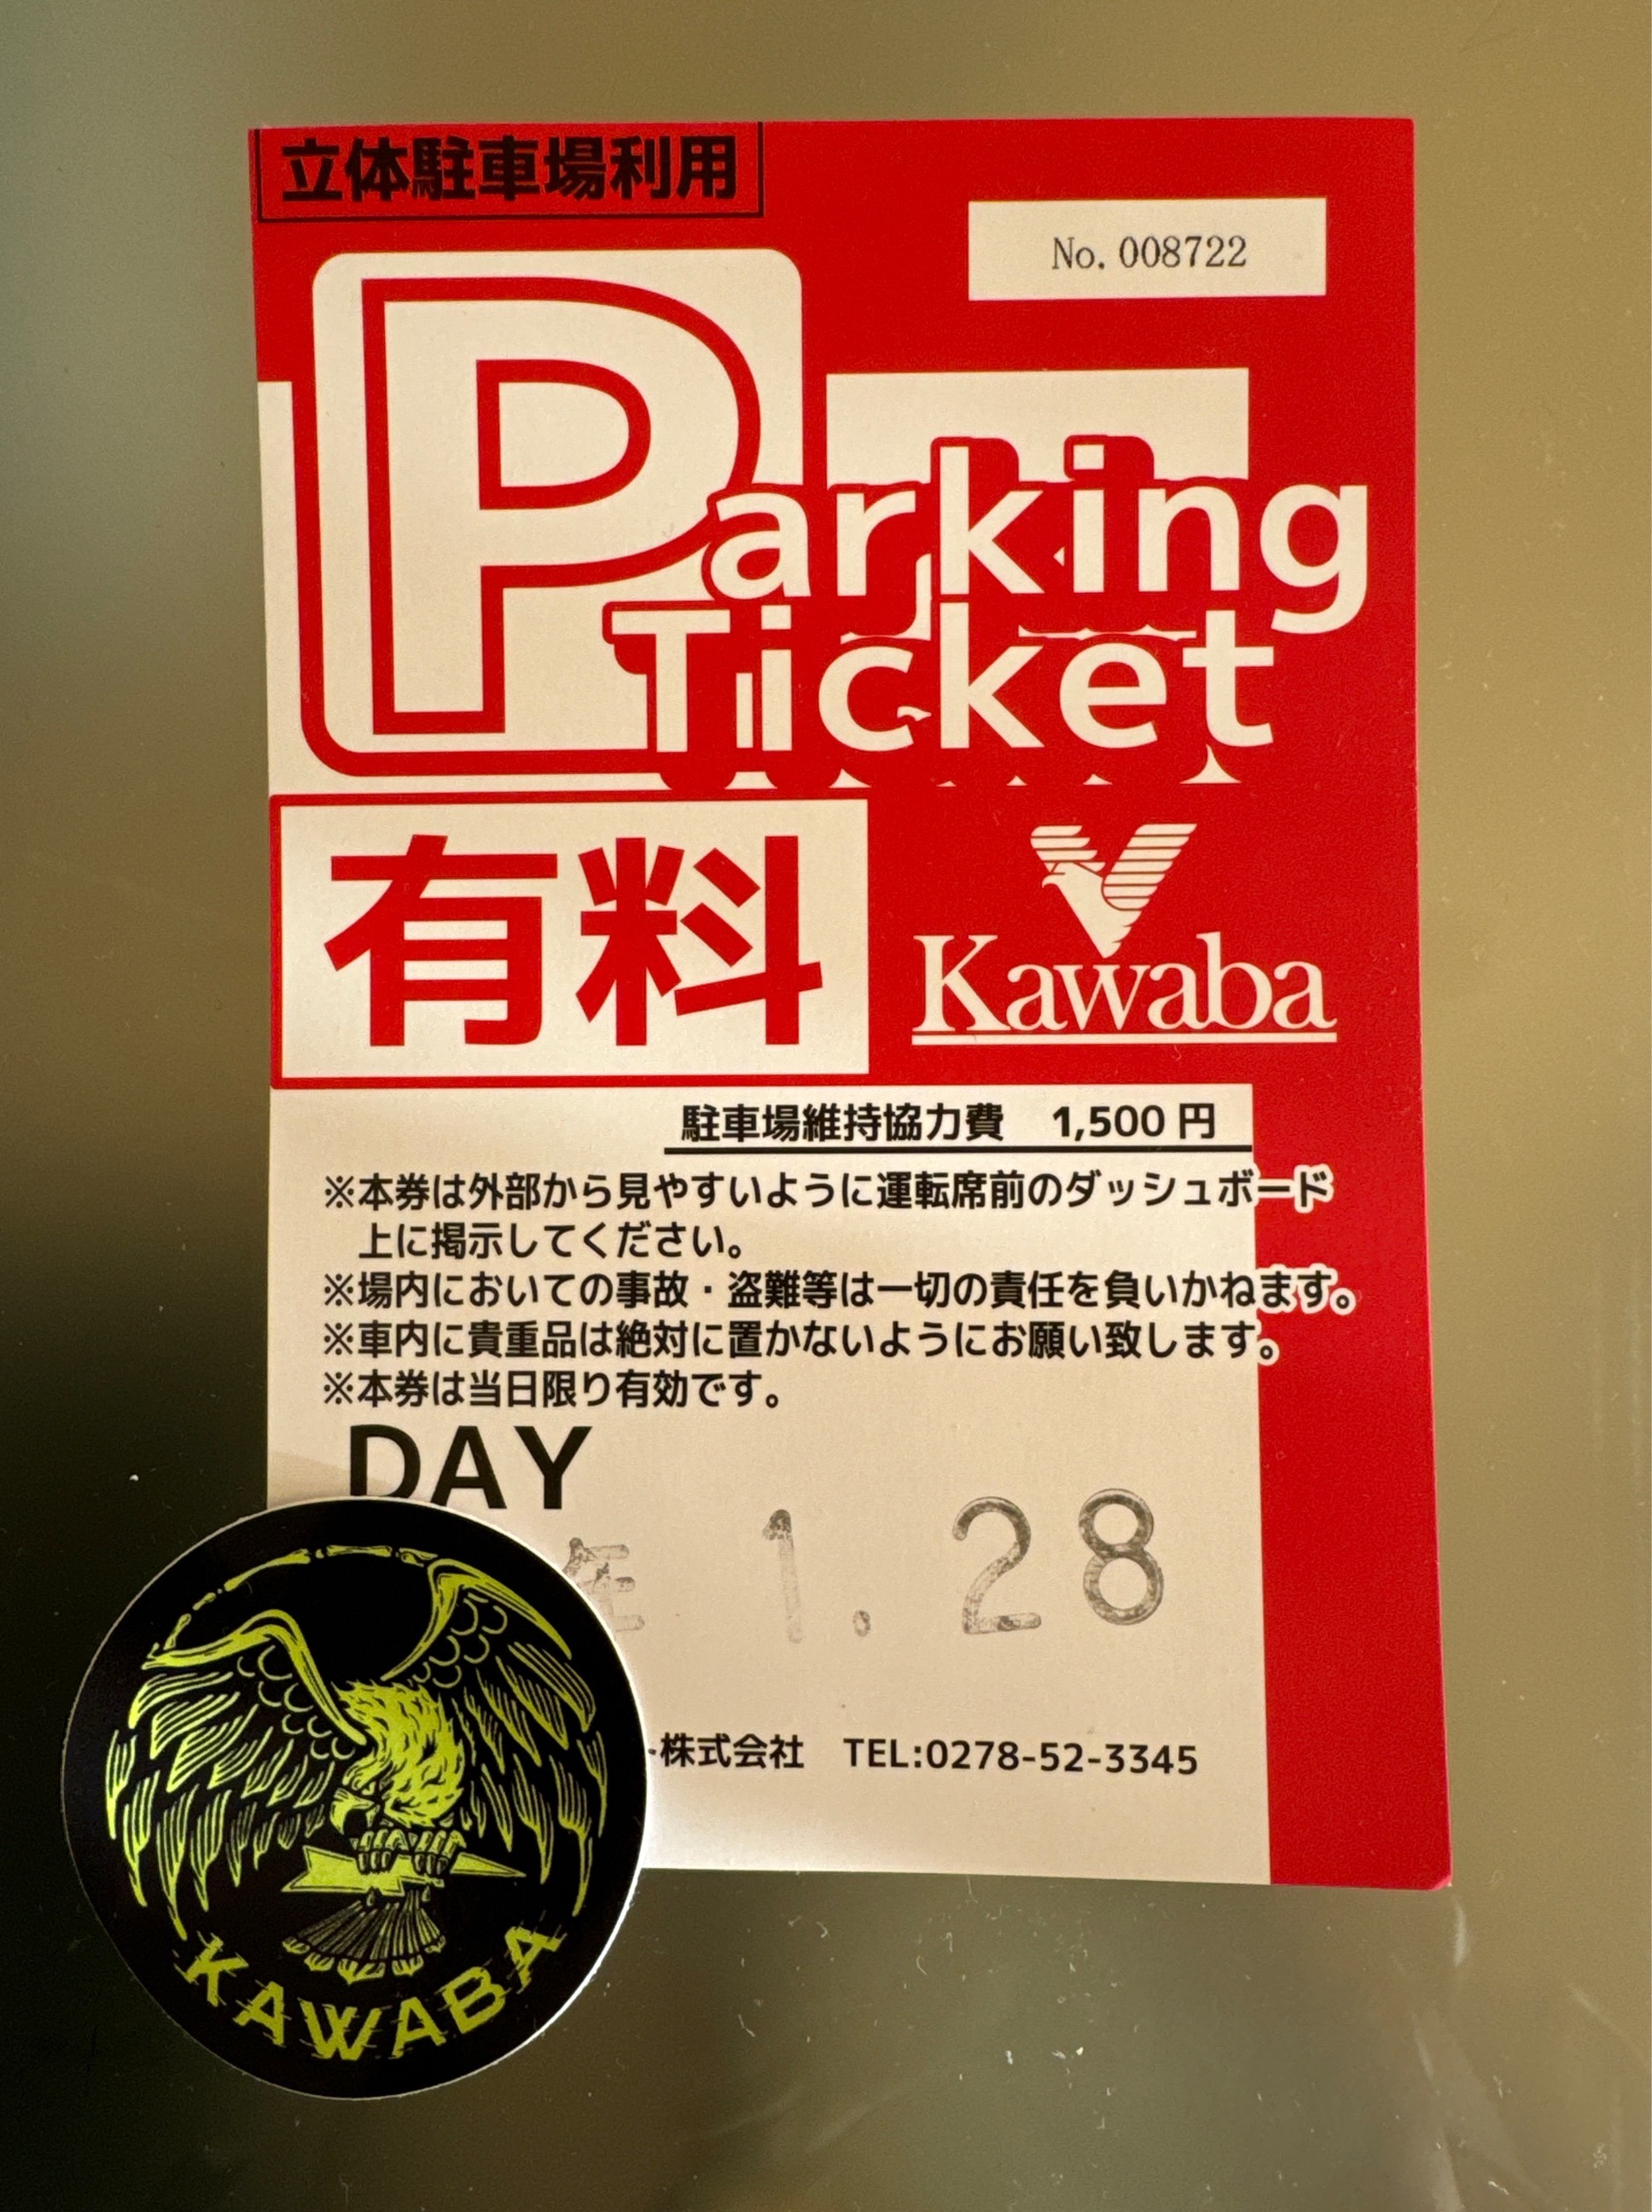 立体駐車場利用
No. 008722
Parking
Ticket
有料
Kawaba
駐車場維持協力費 1,500 円
※本券は外部から見やすいように運転席前のダッシュボード
上に掲示してください。
※場内においての事故・盗難等は一切の責任を負いかねます。
※車内に貴重品は絶対に置かないようにお願い致します。
※本券は当日限り有効です。
DAY
年 1. 28
株式会社 TEL:0278-52-3345
KAWABA